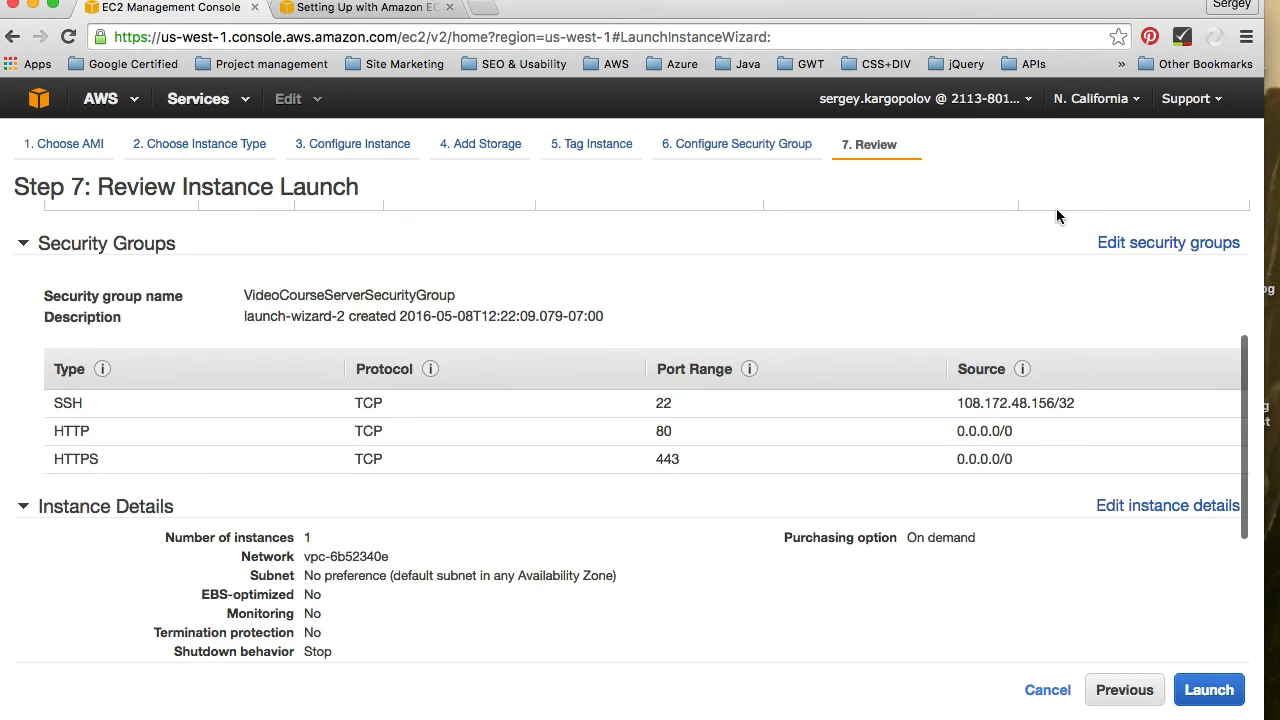 Sergey
EC2 Management Console
Setting Up with Amazon EC
https://us-west-1.console.aws.amazon.com/ec2/v2/home?region=us-west-1#LaunchInstanceWizard:
Apps Google Certified Project management Site Marketing SEO & Usability AWS Azure Java GWT CSS+DIV jQuery APIs » Other Bookmarks
AWS Services Edit sergey.kargopolov @ 2113-801... N. California Support
1. Choose AMI 2. Choose Instance Type 3. Configure Instance 4. Add Storage 5. Tag Instance 6. Configure Security Group 7. Review
Step 7: Review Instance Launch
Security Groups Edit security groups
Security group name VideoCourseServerSecurityGroup
Description launch-wizard-2 created 2016-05-08T12:22:09.079-07:00
Type Protocol Port Range Source
SSH TCP 22 108.172.48.156/32
HTTP TCP 80 0.0.0.0/0
HTTPS TCP 443 0.0.0.0/0
Instance Details Edit instance details
Number of instances 1 Purchasing option On demand
Network vpc-6b52340e
Subnet No preference (default subnet in any Availability Zone)
EBS-optimized No
Monitoring No
Termination protection No
Shutdown behavior Stop
Cancel Previous Launch